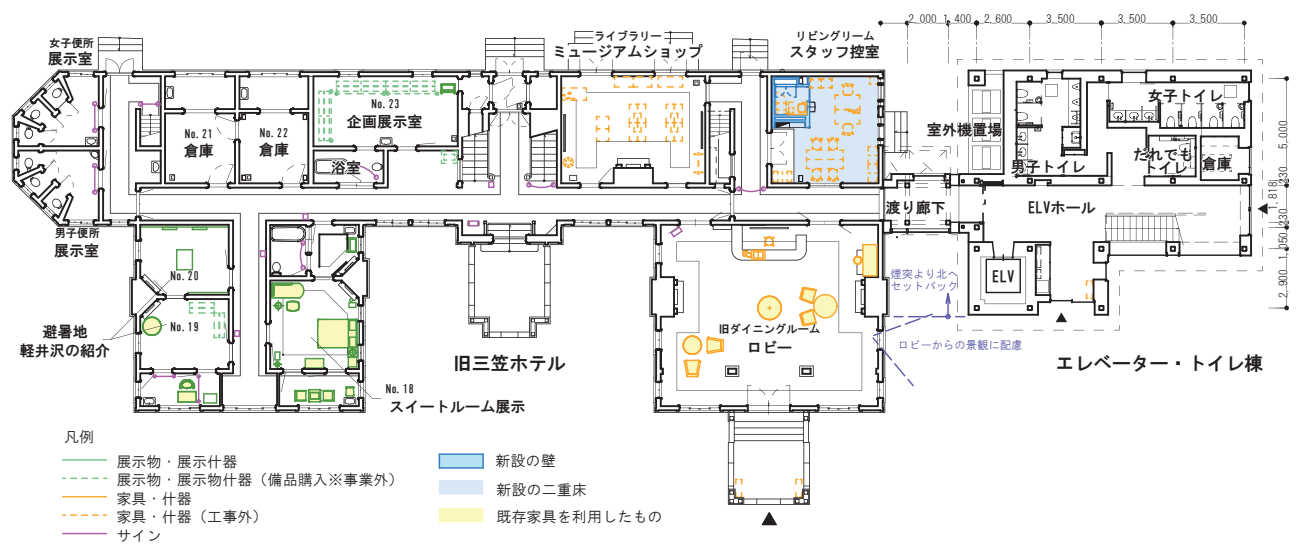 2,000 1,400 2,600 3,500 3,500 3,500
女子便所
展示室
ライブラリー
ミュージアムショップ
リビングリーム
スタッフ控室
No. 23
企画展示室
No. 21
倉庫
No. 22
倉庫
浴室
室外機置場
女子トイレ
男子トイレ
だれでも
トイレ
倉庫
5,000
230
1,818
230
1,050
2,900
渡り廊下
ELVホール
ELV
男子便所
展示室
No. 20
No. 19
避暑地
軽井沢の紹介
煙突より北へ
セットバック
旧ダイニングルーム
ロビー
ロビーからの景観に配慮
旧三笠ホテル
エレベーター・トイレ棟
No. 18
スイートルーム展示
凡例
展示物・展示什器
展示物・展示物什器（備品購入※事業外）
家具・什器
家具・什器（工事外）
サイン
新設の壁
新設の二重床
既存家具を利用したもの